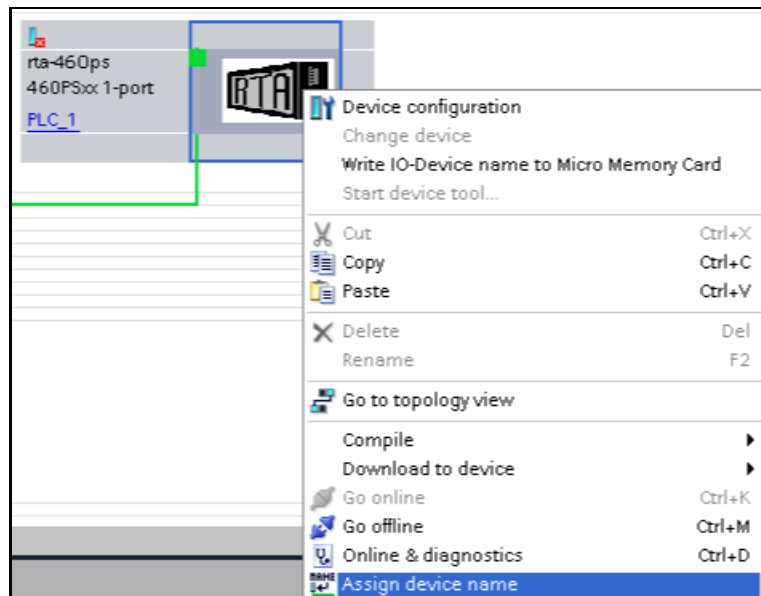 rta-460ps
460PSxx 1-port
PLC_1
RTA
Device configuration
Change device
Write IO-Device name to Micro Memory Card
Start device tool...
Cut Ctrl+X
Copy Ctrl+C
Paste Ctrl+V
Delete Del
Rename F2
Go to topology view
Compile
Download to device
Go online Ctrl+K
Go offline Ctrl+M
Online & diagnostics Ctrl+D
NAME
Assign device name